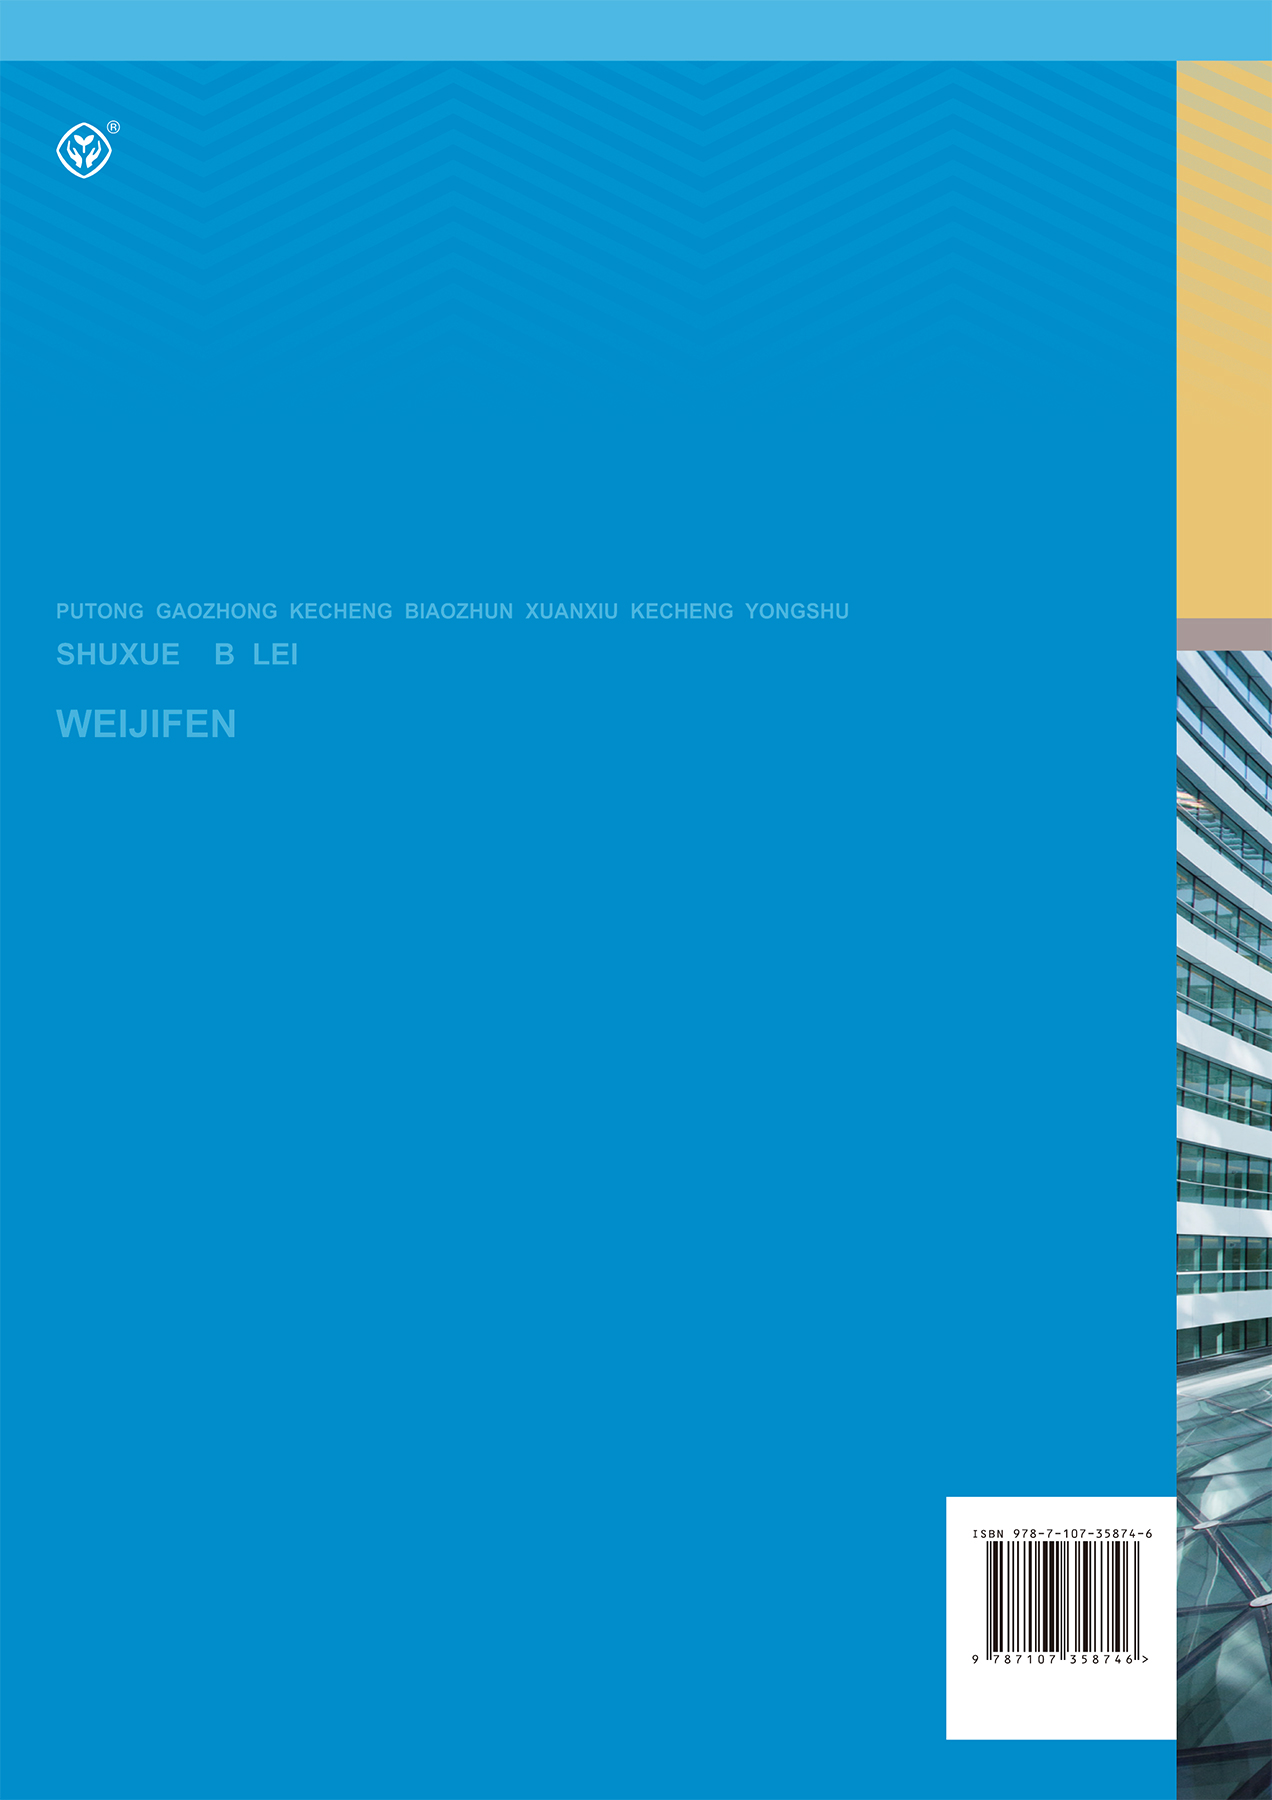 ®
PUTONG GAOZHONG KECHENG BIAOZHUN XUANXIU KECHENG YONGSHU
SHUXUE B LEI
WEIJIFEN
ISBN 978-7-107-35874-6
9 787107 358746 >